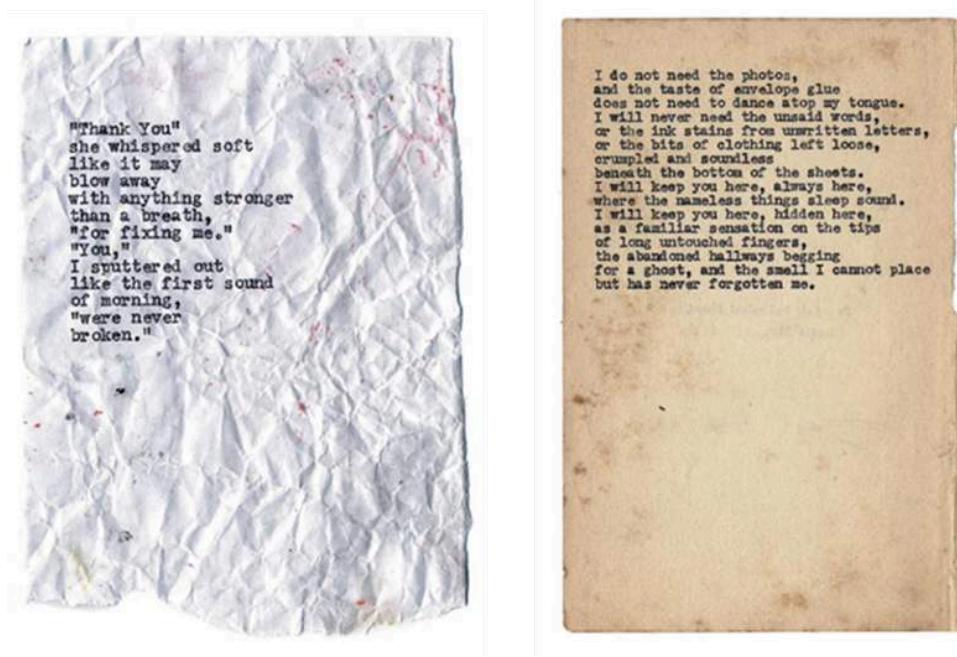 "Thank You"
she whispered soft
like it may
blow away
with anything stronger
than a breath,
"for fixing me."
"You,"
I sputtered out
like the first sound
of morning,
"were never
broken."
I do not need the photos,
and the taste of envelope glue
does not need to dance atop my tongue.
I will never need the unsaid words,
or the ink stains from unwritten letters,
or the bits of clothing left loose,
crumpled and soundless
beneath the bottom of the sheets.
I will keep you here, always here,
where the nameless things sleep sound.
I will keep you here, hidden here,
as a familiar sensation on the tips
of long untouched fingers,
the abandoned hallways begging
for a ghost, and the smell I cannot place
but has never forgotten me.